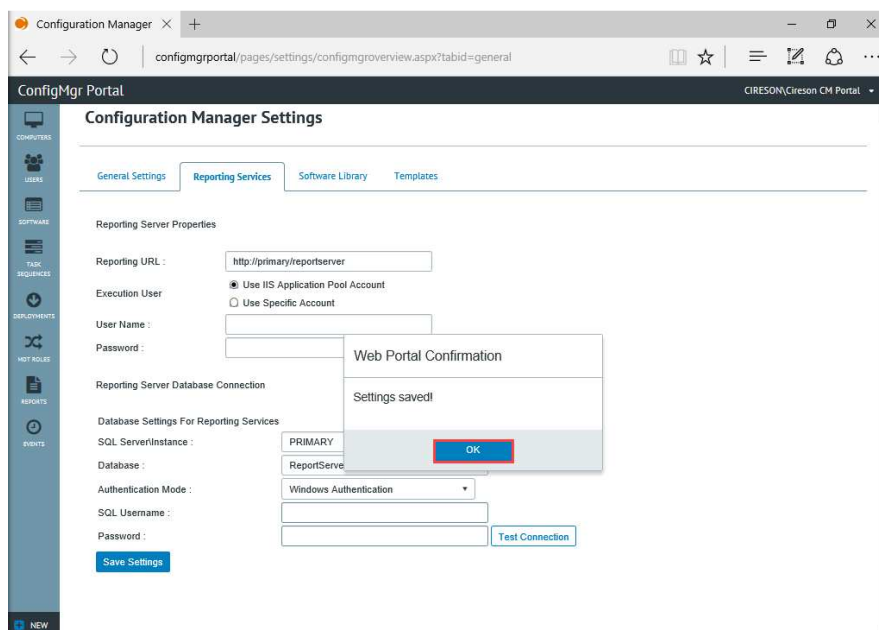 Configuration Manager
configmgrportal/pages/settings/configmgroverview.aspx?tabid=general
ConfigMgr Portal
CIRESON\Cireson CM Portal
COMPUTERS
USERS
SOFTWARE
TASK
SEQUENCES
DEPLOYMENTS
MDT ROLES
REPORTS
EVENTS
NEW
Configuration Manager Settings
General Settings
Reporting Services
Software Library
Templates
Reporting Server Properties
Reporting URL :
http://primary/reportserver
Execution User
Use IIS Application Pool Account
Use Specific Account
User Name :
Password :
Web Portal Confirmation
Settings saved!
OK
Reporting Server Database Connection
Database Settings For Reporting Services
SQL Server\Instance :
PRIMARY
Database :
ReportServe
Authentication Mode :
Windows Authentication
SQL Username :
Password :
Test Connection
Save Settings